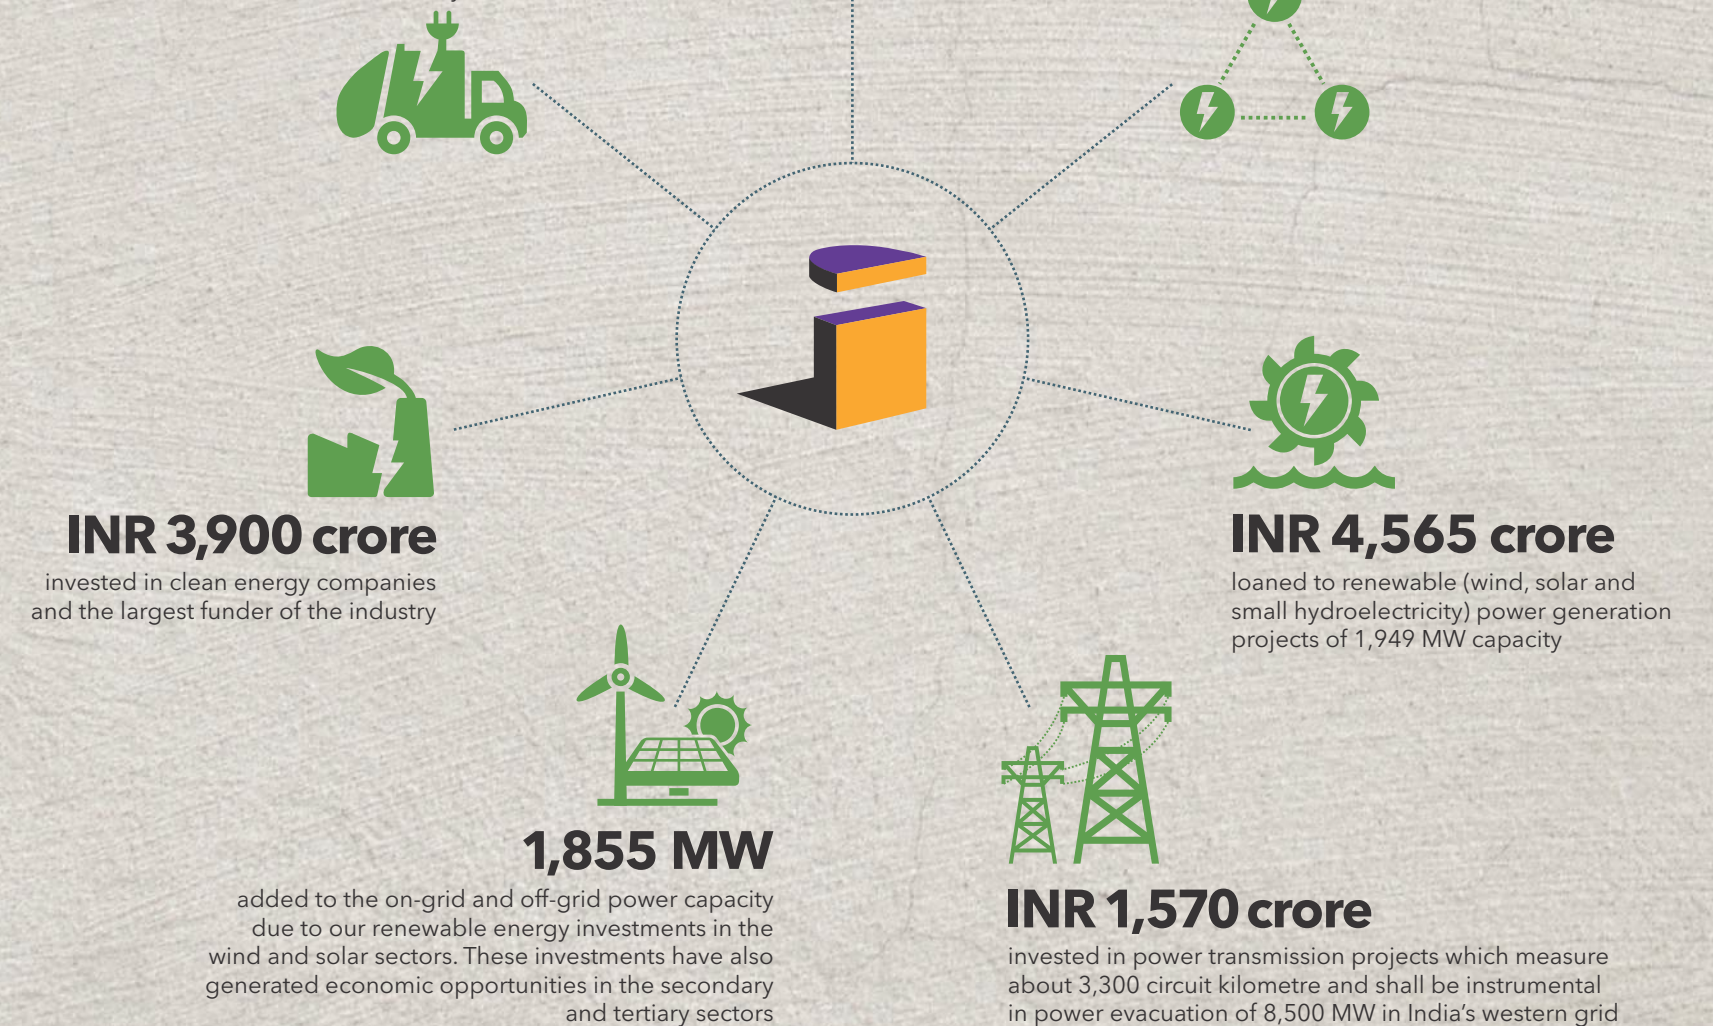 INR 3,900 crore
invested in clean energy companies
and the largest funder of the industry
INR 4,565 crore
loaned to renewable (wind, solar and
small hydroelectricity) power generation
projects of 1,949 MW capacity
1,855 MW
added to the on-grid and off-grid power capacity
due to our renewable energy investments in the
wind and solar sectors. These investments have also
generated economic opportunities in the secondary
and tertiary sectors
INR 1,570 crore
invested in power transmission projects which measure
about 3,300 circuit kilometre and shall be instrumental
in power evacuation of 8,500 MW in India's western grid